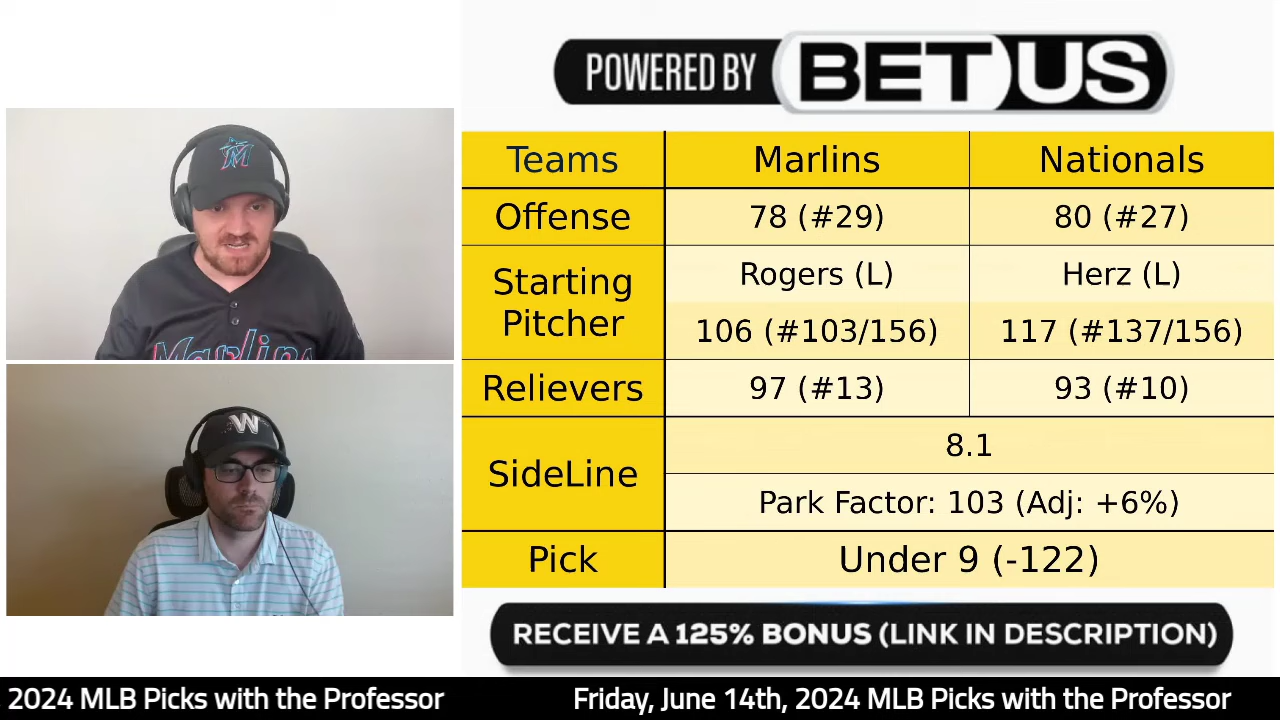 POWERED BY BET US
Teams Marlins Nationals
Offense 78 (#29) 80 (#27)
Starting Pitcher Rogers (L) Herz (L)
106 (#103/156) 117 (#137/156)
Relievers 97 (#13) 93 (#10)
SideLine 8.1
Park Factor: 103 (Adj: +6%)
Pick Under 9 (-122)
RECEIVE A 125% BONUS (LINK IN DESCRIPTION)
M
Marlins
W
2024 MLB Picks with the Professor Friday, June 14th, 2024 MLB Picks with the Professor